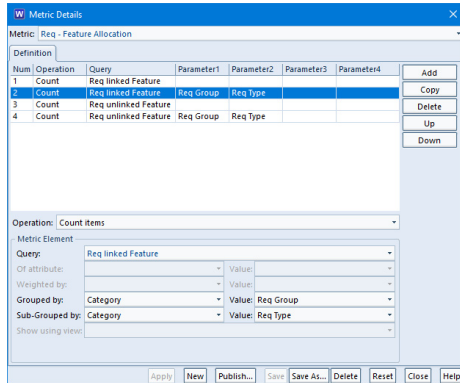 W Metric Details
Metric: Req - Feature Allocation
Definition
Num Operation Query Parameter1 Parameter2 Parameter3 Parameter4
1 Count Req linked Feature
2 Count Req linked Feature Req Group Req Type
3 Count Req unlinked Feature
4 Count Req unlinked Feature Req Group Req Type
Add
Copy
Delete
Up
Down
Operation: Count items
Metric Element
Query: Req linked Feature
Of attribute: Value:
Weighted by: Value:
Grouped by: Category Value: Req Group
Sub-Grouped by: Category Value: Req Type
Show using view:
Apply New Publish... Save Save As... Delete Reset Close Help